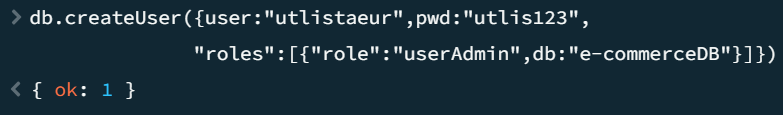 > db.createUser({user:"utlistaeur",pwd:"utlis123",
"roles":[{"role":"userAdmin",db:"e-commerceDB"}]})
< { ok: 1 }